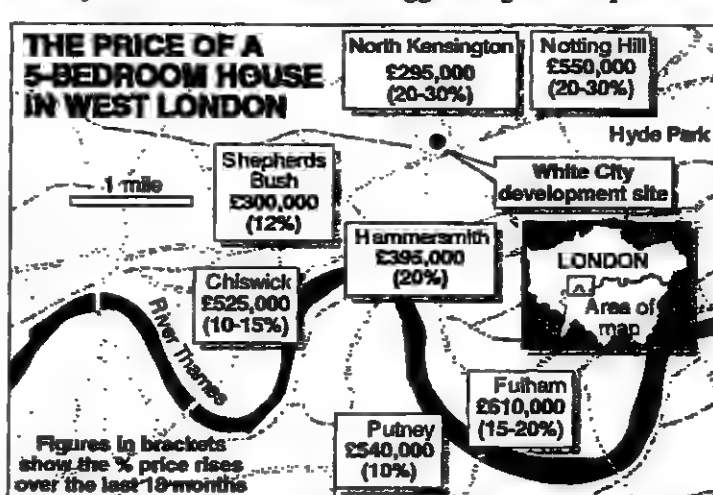 THE PRICE OF A
5-BEDROOM HOUSE
IN WEST LONDON
North Kensington
£295,000
(20-30%)
Notting Hill
£550,000
(20-30%)
Hyde Park
1 mile
Shepherds
Bush
£300,000
(12%)
White City
development site
Hammersmith
£395,000
(20%)
LONDON
Area of
map
Chiswick
£525,000
(10-15%)
River Thames
Fulham
£610,000
(15-20%)
Putney
£540,000
(10%)
Figures in brackets
show the % price rises
over the last 18 months